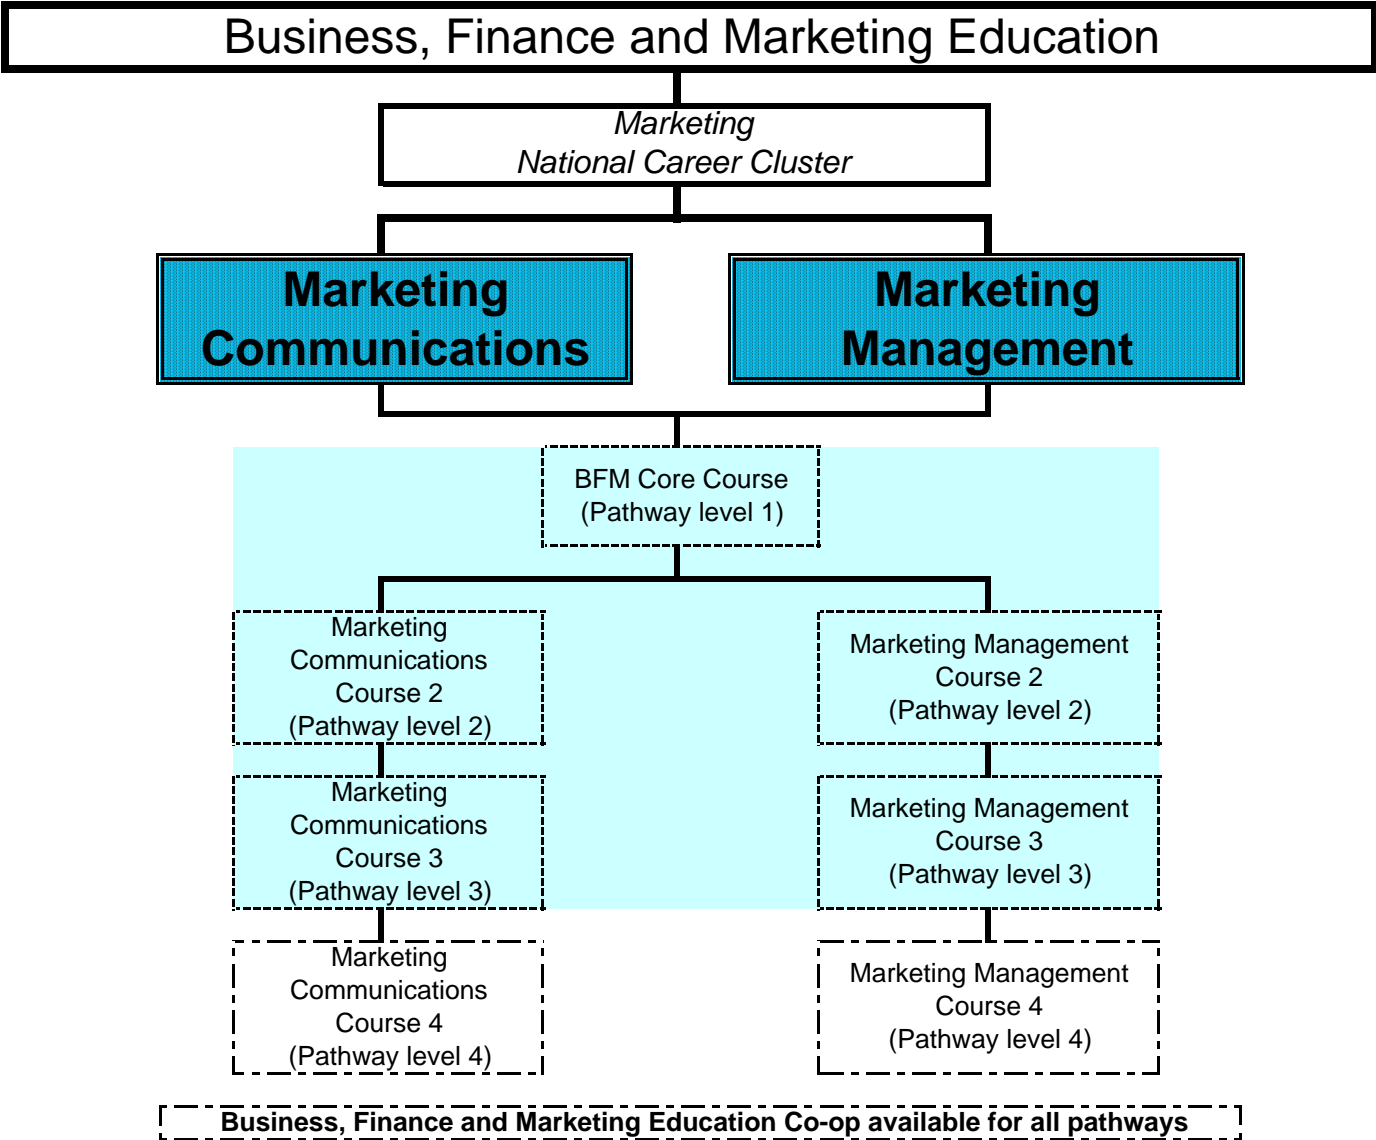 Business, Finance and Marketing Education
Marketing
National Career Cluster
Marketing
Communications
Marketing
Management
BFM Core Course
(Pathway level 1)
Marketing
Communications
Course 2
(Pathway level 2)
Marketing Management
Course 2
(Pathway level 2)
Marketing
Communications
Course 3
(Pathway level 3)
Marketing Management
Course 3
(Pathway level 3)
Marketing
Communications
Course 4
(Pathway level 4)
Marketing Management
Course 4
(Pathway level 4)
Business, Finance and Marketing Education Co-op available for all pathways